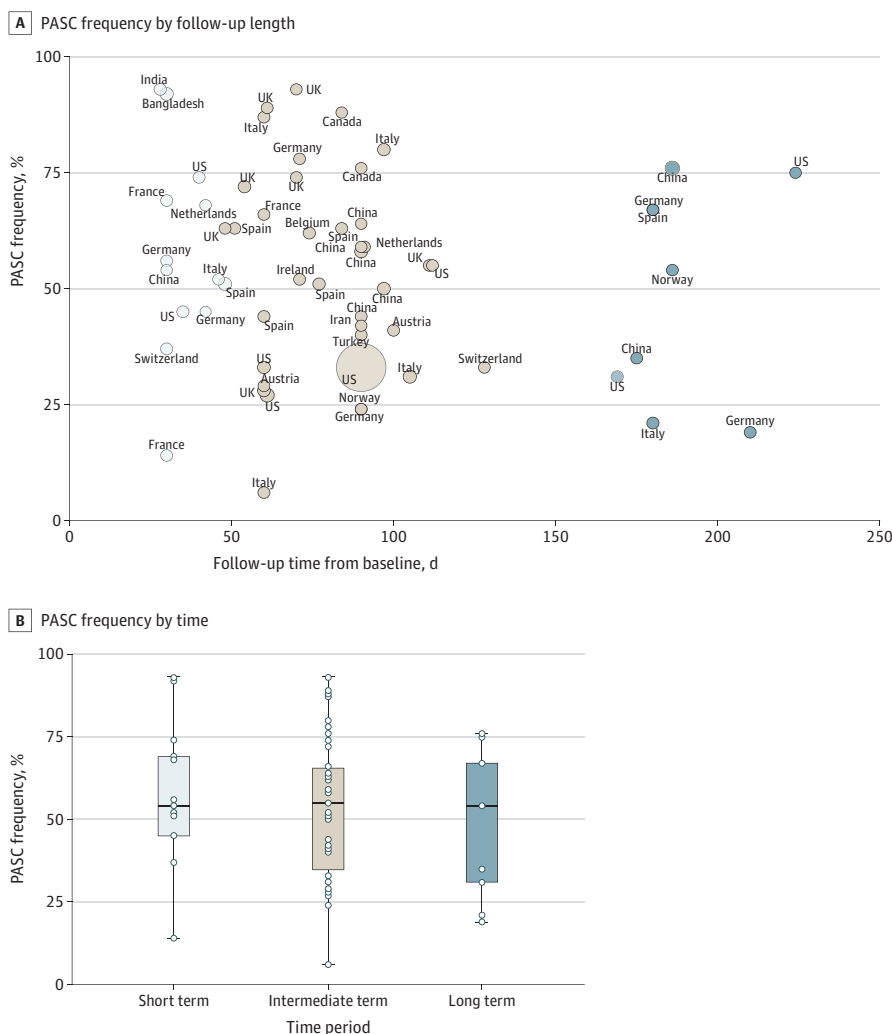 A PASC frequency by follow-up length
PASC frequency, %
100
75
50
25
0
India
Bangladesh
UK
UK
Italy
Canada
Germany
Italy
US
UK
UK
Canada
China
US
France
Netherlands
France
Germany
Spain
UK
Spain
Belgium
China
Spain
China
Netherlands
China
UK
US
Norway
Germany
China
Italy
Spain
Ireland
Spain
China
US
Germany
Spain
China
Iran
Austria
Turkey
Switzerland
US
Austria
UK
US
US
Italy
Switzerland
Norway
Germany
China
US
Italy
Germany
France
Italy
0
50
100
150
200
250
Follow-up time from baseline, d
B PASC frequency by time
PASC frequency, %
100
75
50
25
0
Short term
Intermediate term
Long term
Time period